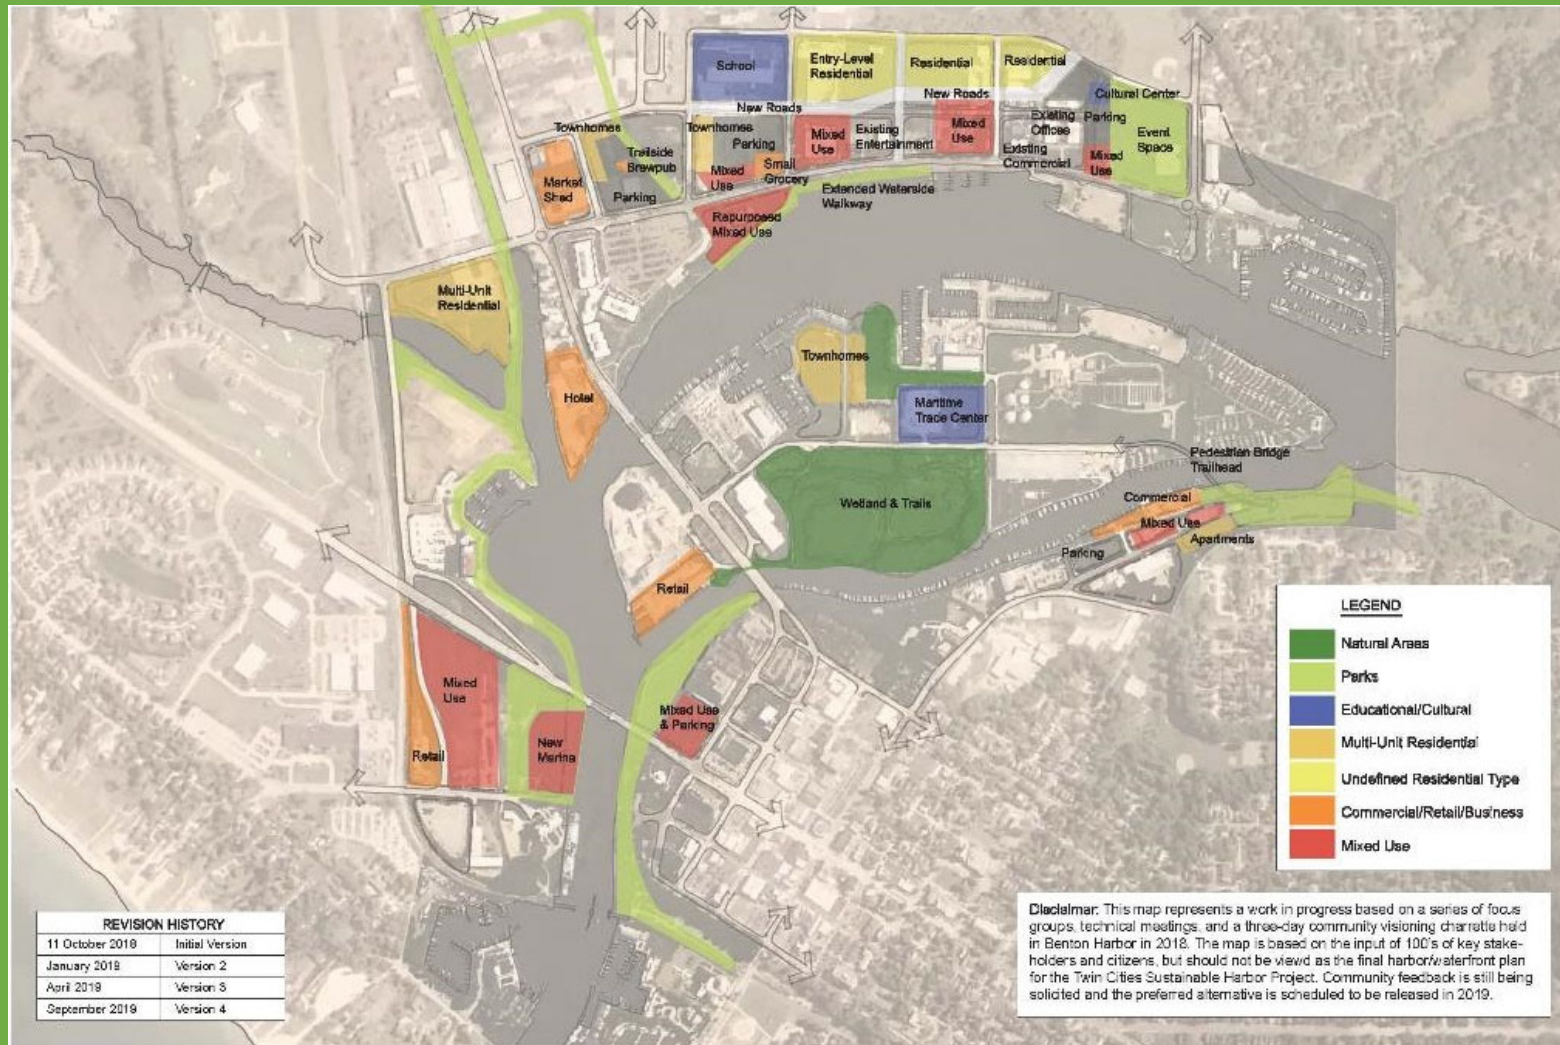 School
Entry-Level
Residential
Residential
Residential
New Roads
New Roads
Cultural Center
Townhomes
Townhomes
Parking
Mixed
Use
Existing
Entertainment
Mixed
Use
Existing
Offices
Parking
Event
Space
Trailside
Brewpub
Existing
Commercial
Mixed
Use
Market
Shed
Mixed
Use
Small
Grocery
Parking
Extended Waterside
Walkway
Repurposed
Mixed Use
Multi-Unit
Residential
Townhomes
Hotel
Maritime
Trade Center
Pedestrian Bridge
Trailhead
Wetland & Trails
Commercial
Mixed Use
Apartments
Parking
Retail
Mixed
Use
Mixed Use
& Parking
New
Marina
Retail
LEGEND
Natural Areas
Parks
Educational/Cultural
Multi-Unit Residential
Undefined Residential Type
Commercial/Retail/Business
Mixed Use
REVISION HISTORY
11 October 2018 Initial Version
January 2019 Version 2
April 2019 Version 3
September 2019 Version 4
Disclaimer: This map represents a work in progress based on a series of focus
groups, technical meetings, and a three-day community visioning charrette held
in Benton Harbor in 2018. The map is based on the input of 100's of key stake-
holders and citizens, but should not be viewd as the final harbor/waterfront plan
for the Twin Cities Sustainable Harbor Project. Community feedback is still being
solicited and the preferred alternative is scheduled to be released in 2019.